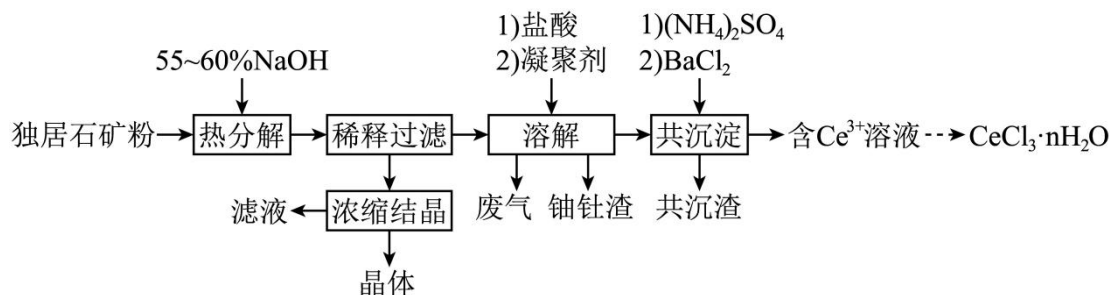 1)盐酸
2)凝聚剂
1)(NH₄)₂SO₄
2)BaCl₂
55~60%NaOH
独居石矿粉
热分解
稀释过滤
溶解
共沉淀
含Ce³⁺溶液
CeCl₃·nH₂O
滤液
浓缩结晶
废气
铀钍渣
共沉渣
晶体